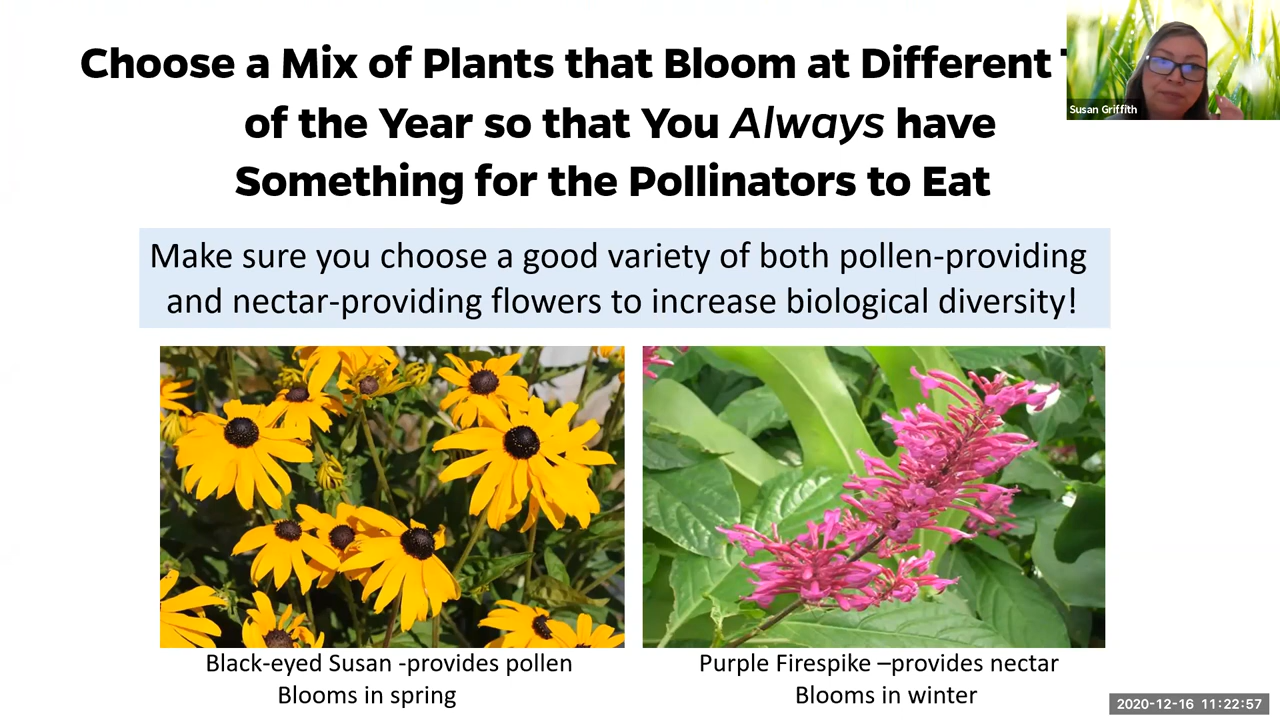 Choose a Mix of Plants that Bloom at Different
of the Year so that You Always have
Something for the Pollinators to Eat
Susan Griffith
Make sure you choose a good variety of both pollen-providing
and nectar-providing flowers to increase biological diversity!
Black-eyed Susan -provides pollen
Blooms in spring
Purple Firespike –provides nectar
Blooms in winter
2020-12-16 11:22:57